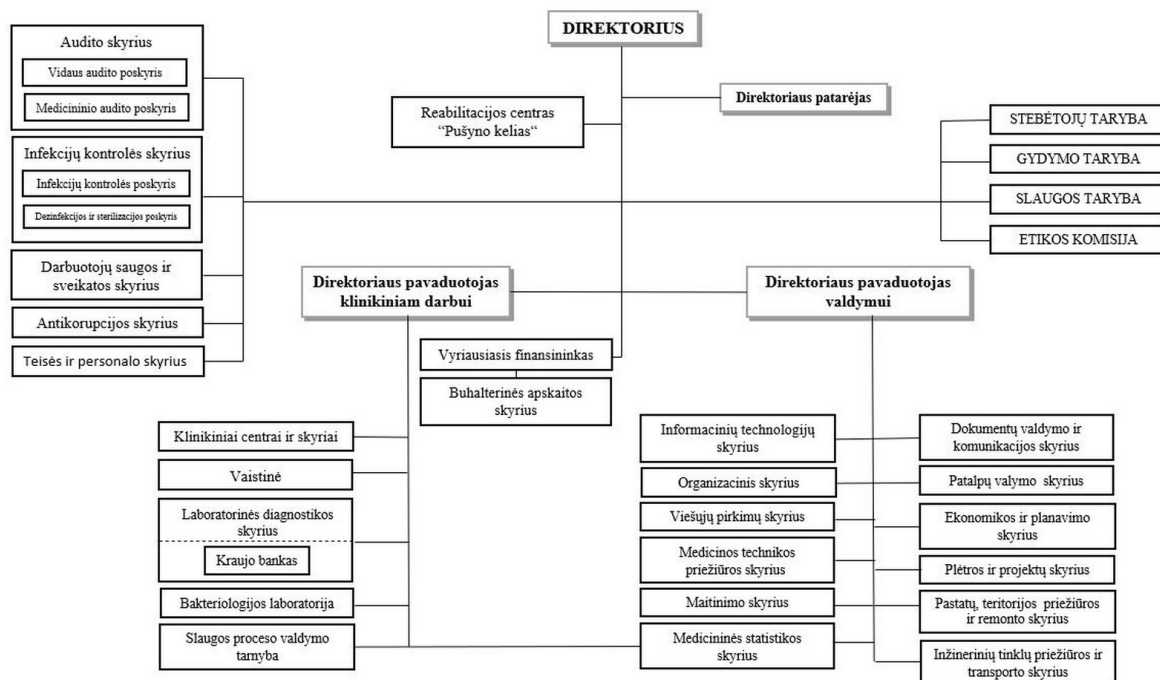 DIREKTORIUS
Audito skyrius
Vidaus audito poskyris
Medicininio audito poskyris
Infekcijų kontrolės skyrius
Infekcijų kontrolės poskyris
Dezinfekcijos ir sterilizacijos poskyris
Darbuotojų saugos ir
sveikatos skyrius
Antikorupcijos skyrius
Teisės ir personalo skyrius
Reabilitacijos centras
“Pušyno kelias“
Direktoriaus patarėjas
STEBĖTOJŲ TARYBA
GYDYMO TARYBA
SLAUGOS TARYBA
ETIKOS KOMISIJA
Direktoriaus pavaduotojas
klinikiniam darbui
Direktoriaus pavaduotojas
valdymui
Vyriausiasis finansininkas
Buhalterinės apskaitos
skyrius
Klinikiniai centrai ir skyriai
Vaistinė
Laboratorinės diagnostikos
skyrius
Kraujo bankas
Bakteriologijos laboratorija
Slaugos proceso valdymo
tarnyba
Informacinių technologijų
skyrius
Organizacinis skyrius
Viešųjų pirkimų skyrius
Medicinos technikos
priežiūros skyrius
Maitinimo skyrius
Medicininės statistikos
skyrius
Dokumentų valdymo ir
komunikacijos skyrius
Patalpų valymo skyrius
Ekonomikos ir planavimo
skyrius
Plėtros ir projektų skyrius
Pastatų, teritorijos priežiūros
ir remonto skyrius
Inžinerinių tinklų priežiūros ir
transporto skyrius